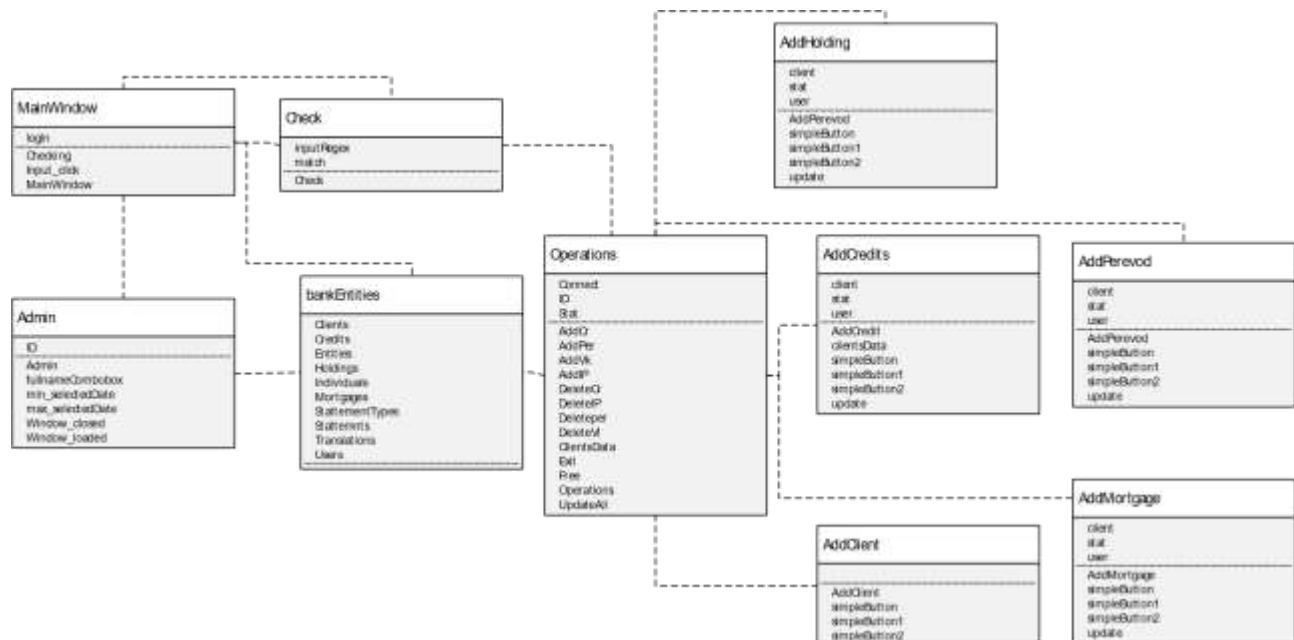 AddHolding
client
stat
user
AddPerevod
simpleButton
simpleButton1
simpleButton2
update
MainWindow
login
Checking
Input_click
MainWindow
Check
InputRegex
match
Check
Operations
Connect
ID
Stat
AddCr
AddPer
AddVk
AddIP
DeleteCr
DeleteIP
Deleteper
DeleteVl
ClientsData
Exit
Free
Operations
UpdateAll
AddCredits
client
stat
user
AddCredit
clientsData
simpleButton
simpleButton1
simpleButton2
update
AddPerevod
client
stat
user
AddPerevod
simpleButton
simpleButton1
simpleButton2
update
bankEntities
Clients
Credits
Entities
Holdings
Individuals
Mortgages
StattementTypes
Stattemnts
Translations
Users
Admin
ID
Admin
fullnameCombobox
min_selectedDate
max_selectedDate
Window_closed
Window_loaded
AddMortgage
client
stat
user
AddMortgage
simpleButton
simpleButton1
simpleButton2
update
AddClient
AddClient
simpleButton
simpleButton1
simpleButton2